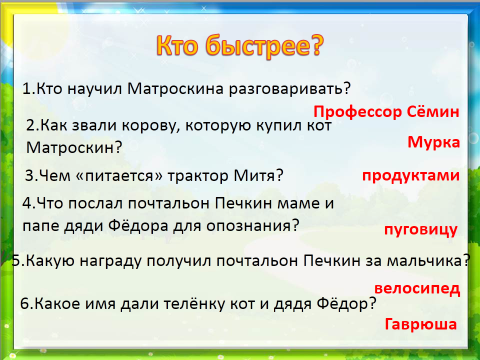 Кто быстрее?
1.Кто научил Матроскина разговаривать?
Профессор Сёмин
2.Как звали корову, которую купил кот
Матроскин?
Мурка
3.Чем «питается» трактор Митя?
продуктами
4.Что послал почтальон Печкин маме и
папе дяди Фёдора для опознания?
пуговицу
5.Какую награду получил почтальон Печкин за мальчика?
велосипед
6.Какое имя дали телёнку кот и дядя Фёдор?
Гаврюша